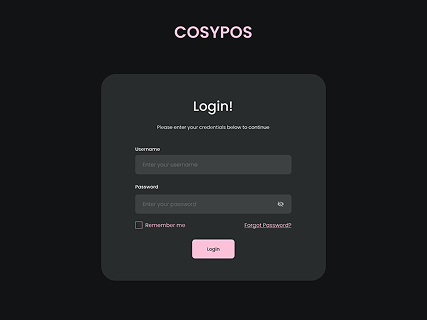 COSYPOS
Login!
Please enter your credentials below to continue
Username
Enter your username
Password
Enter your password
Remember me
Forgot Password?
Login